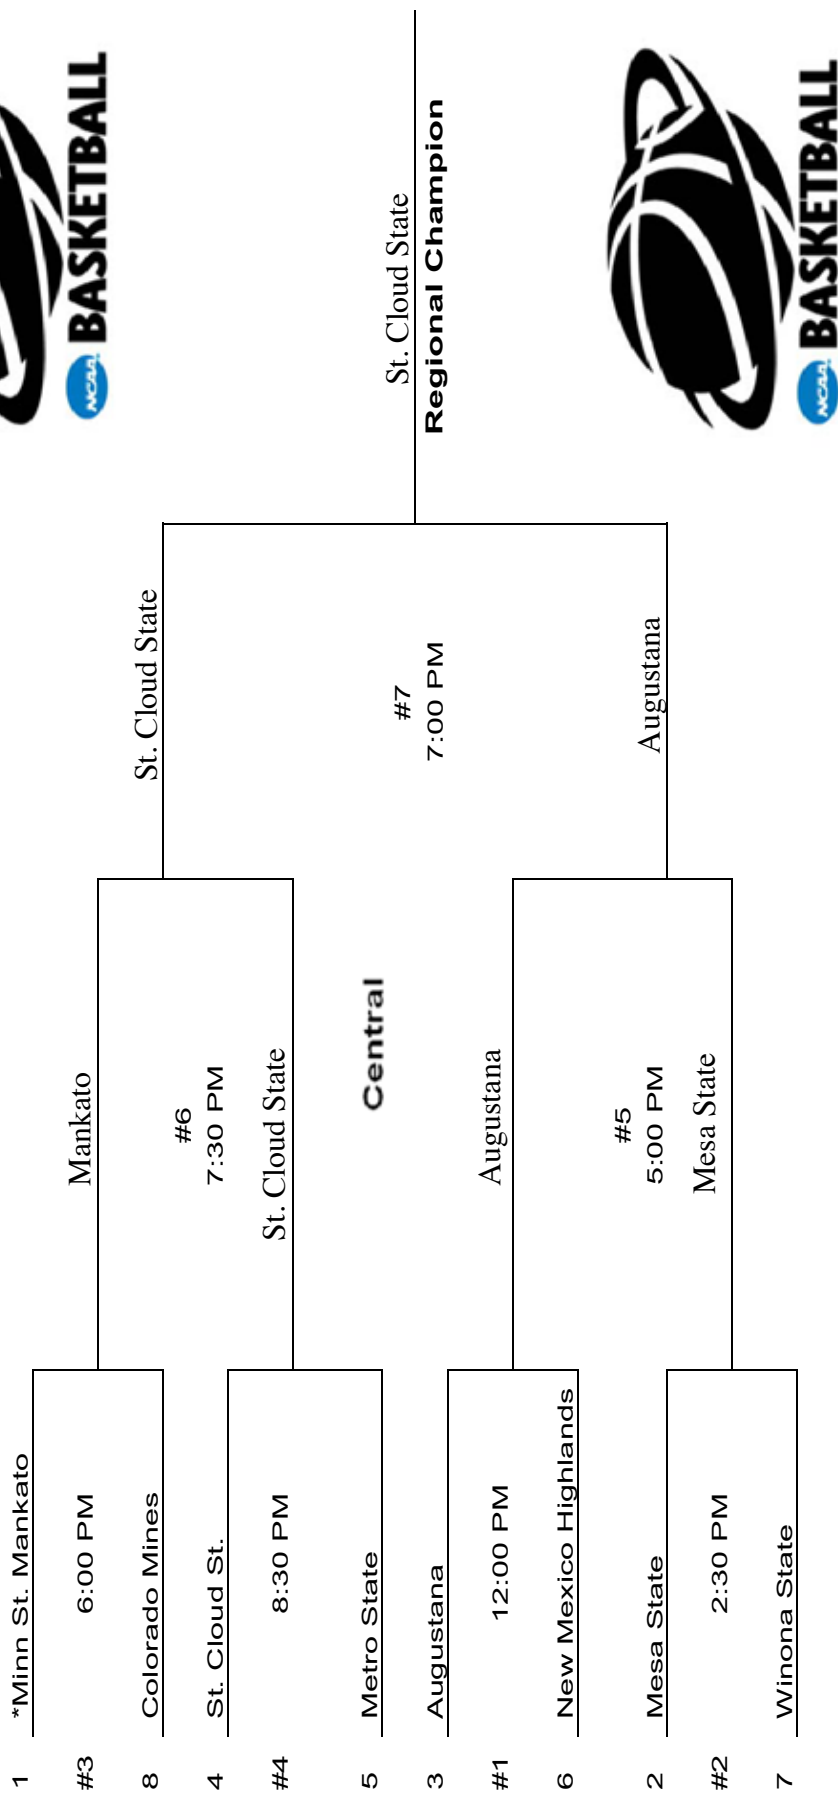 1 *Minn St. Mankato
#3 6:00 PM
8 Colorado Mines
4 St. Cloud St.
#4 8:30 PM
5 Metro State
3 Augustana
#1 12:00 PM
6 New Mexico Highlands
2 Mesa State
#2 2:30 PM
7 Winona State
Mankato
#6
7:30 PM
St. Cloud State
Central
Augustana
#5
5:00 PM
Mesa State
St. Cloud State
#7
7:00 PM
Augustana
St. Cloud State
Regional Champion
NCAA BASKETBALL
NCAA BASKETBALL